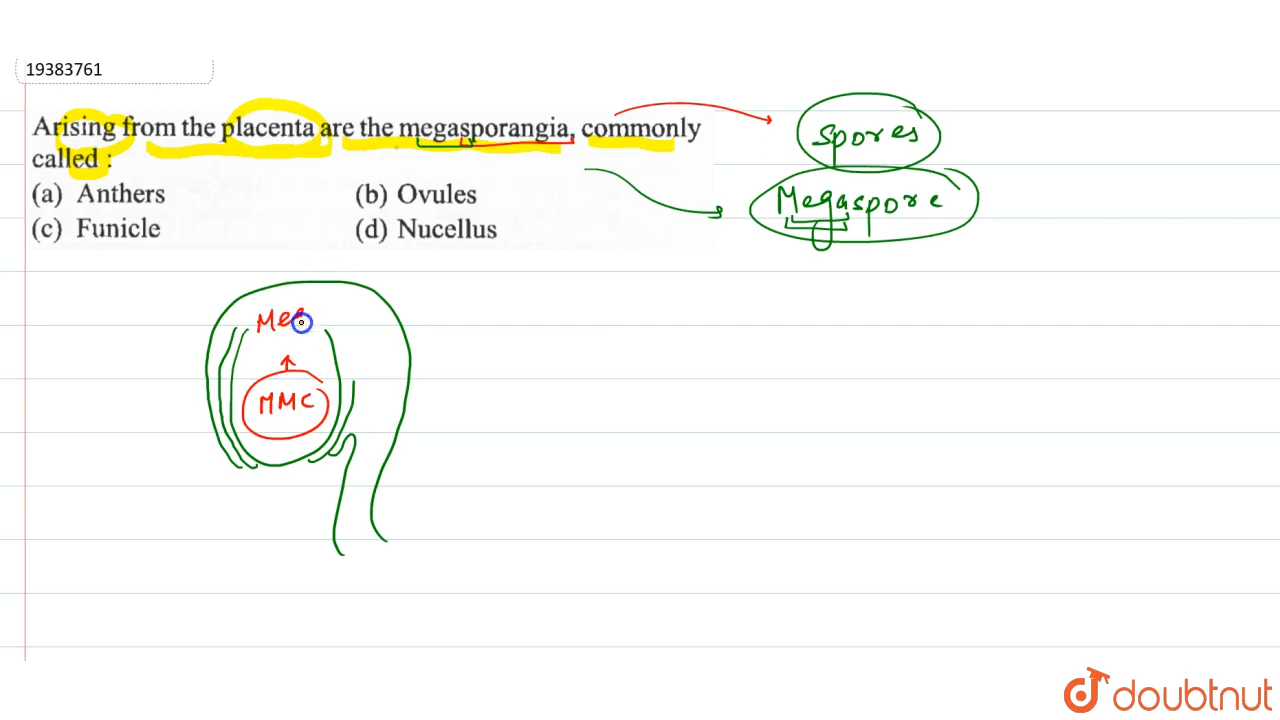 19383761
Arising from the placenta are the megasporangia, commonly
called :
(a) Anthers (b) Ovules
(c) Funicle (d) Nucellus
Spores
Megaspore
Meg
MMC
doubtnut